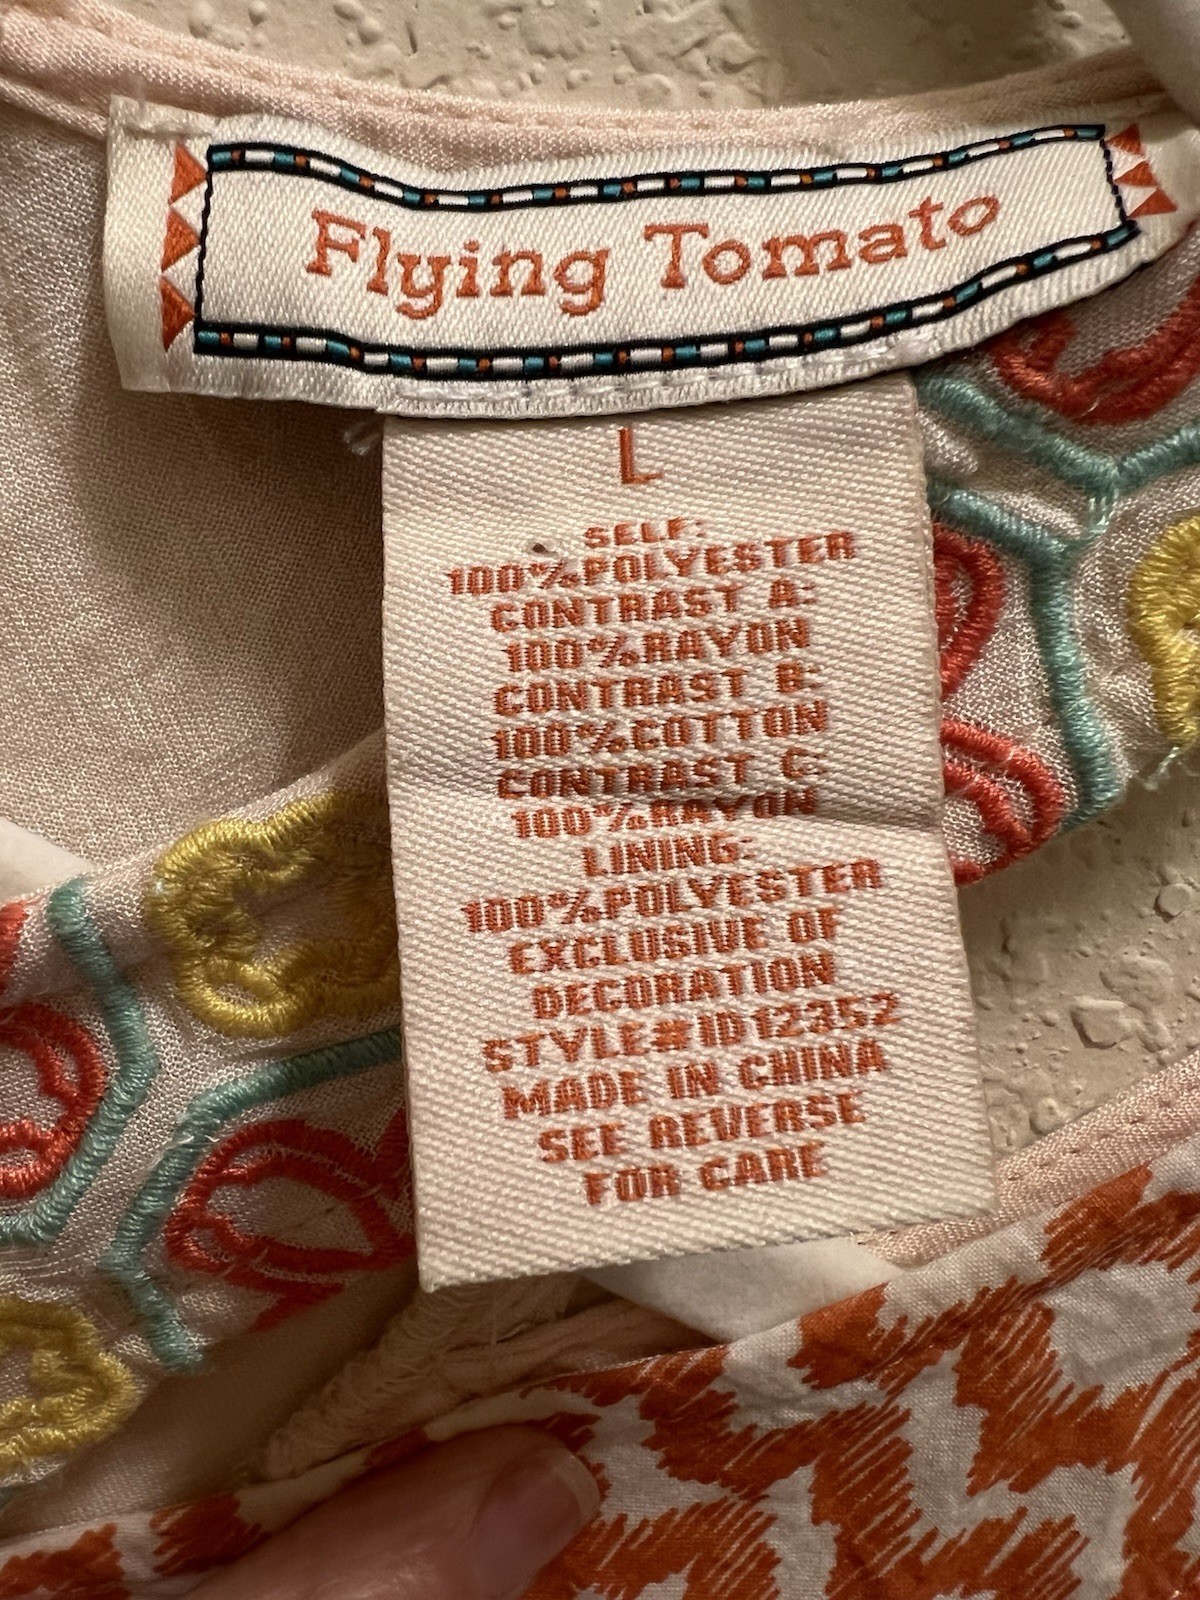 Flying Tomato
L
SELF:
100%POLYESTER
CONTRAST A:
100%RAYON
CONTRAST B:
100%COTTON
CONTRAST C:
100%RAYON
LINING:
100%POLYESTER
EXCLUSIVE OF
DECORATION
STYLE#ID12352
MADE IN CHINA
SEE REVERSE
FOR CARE